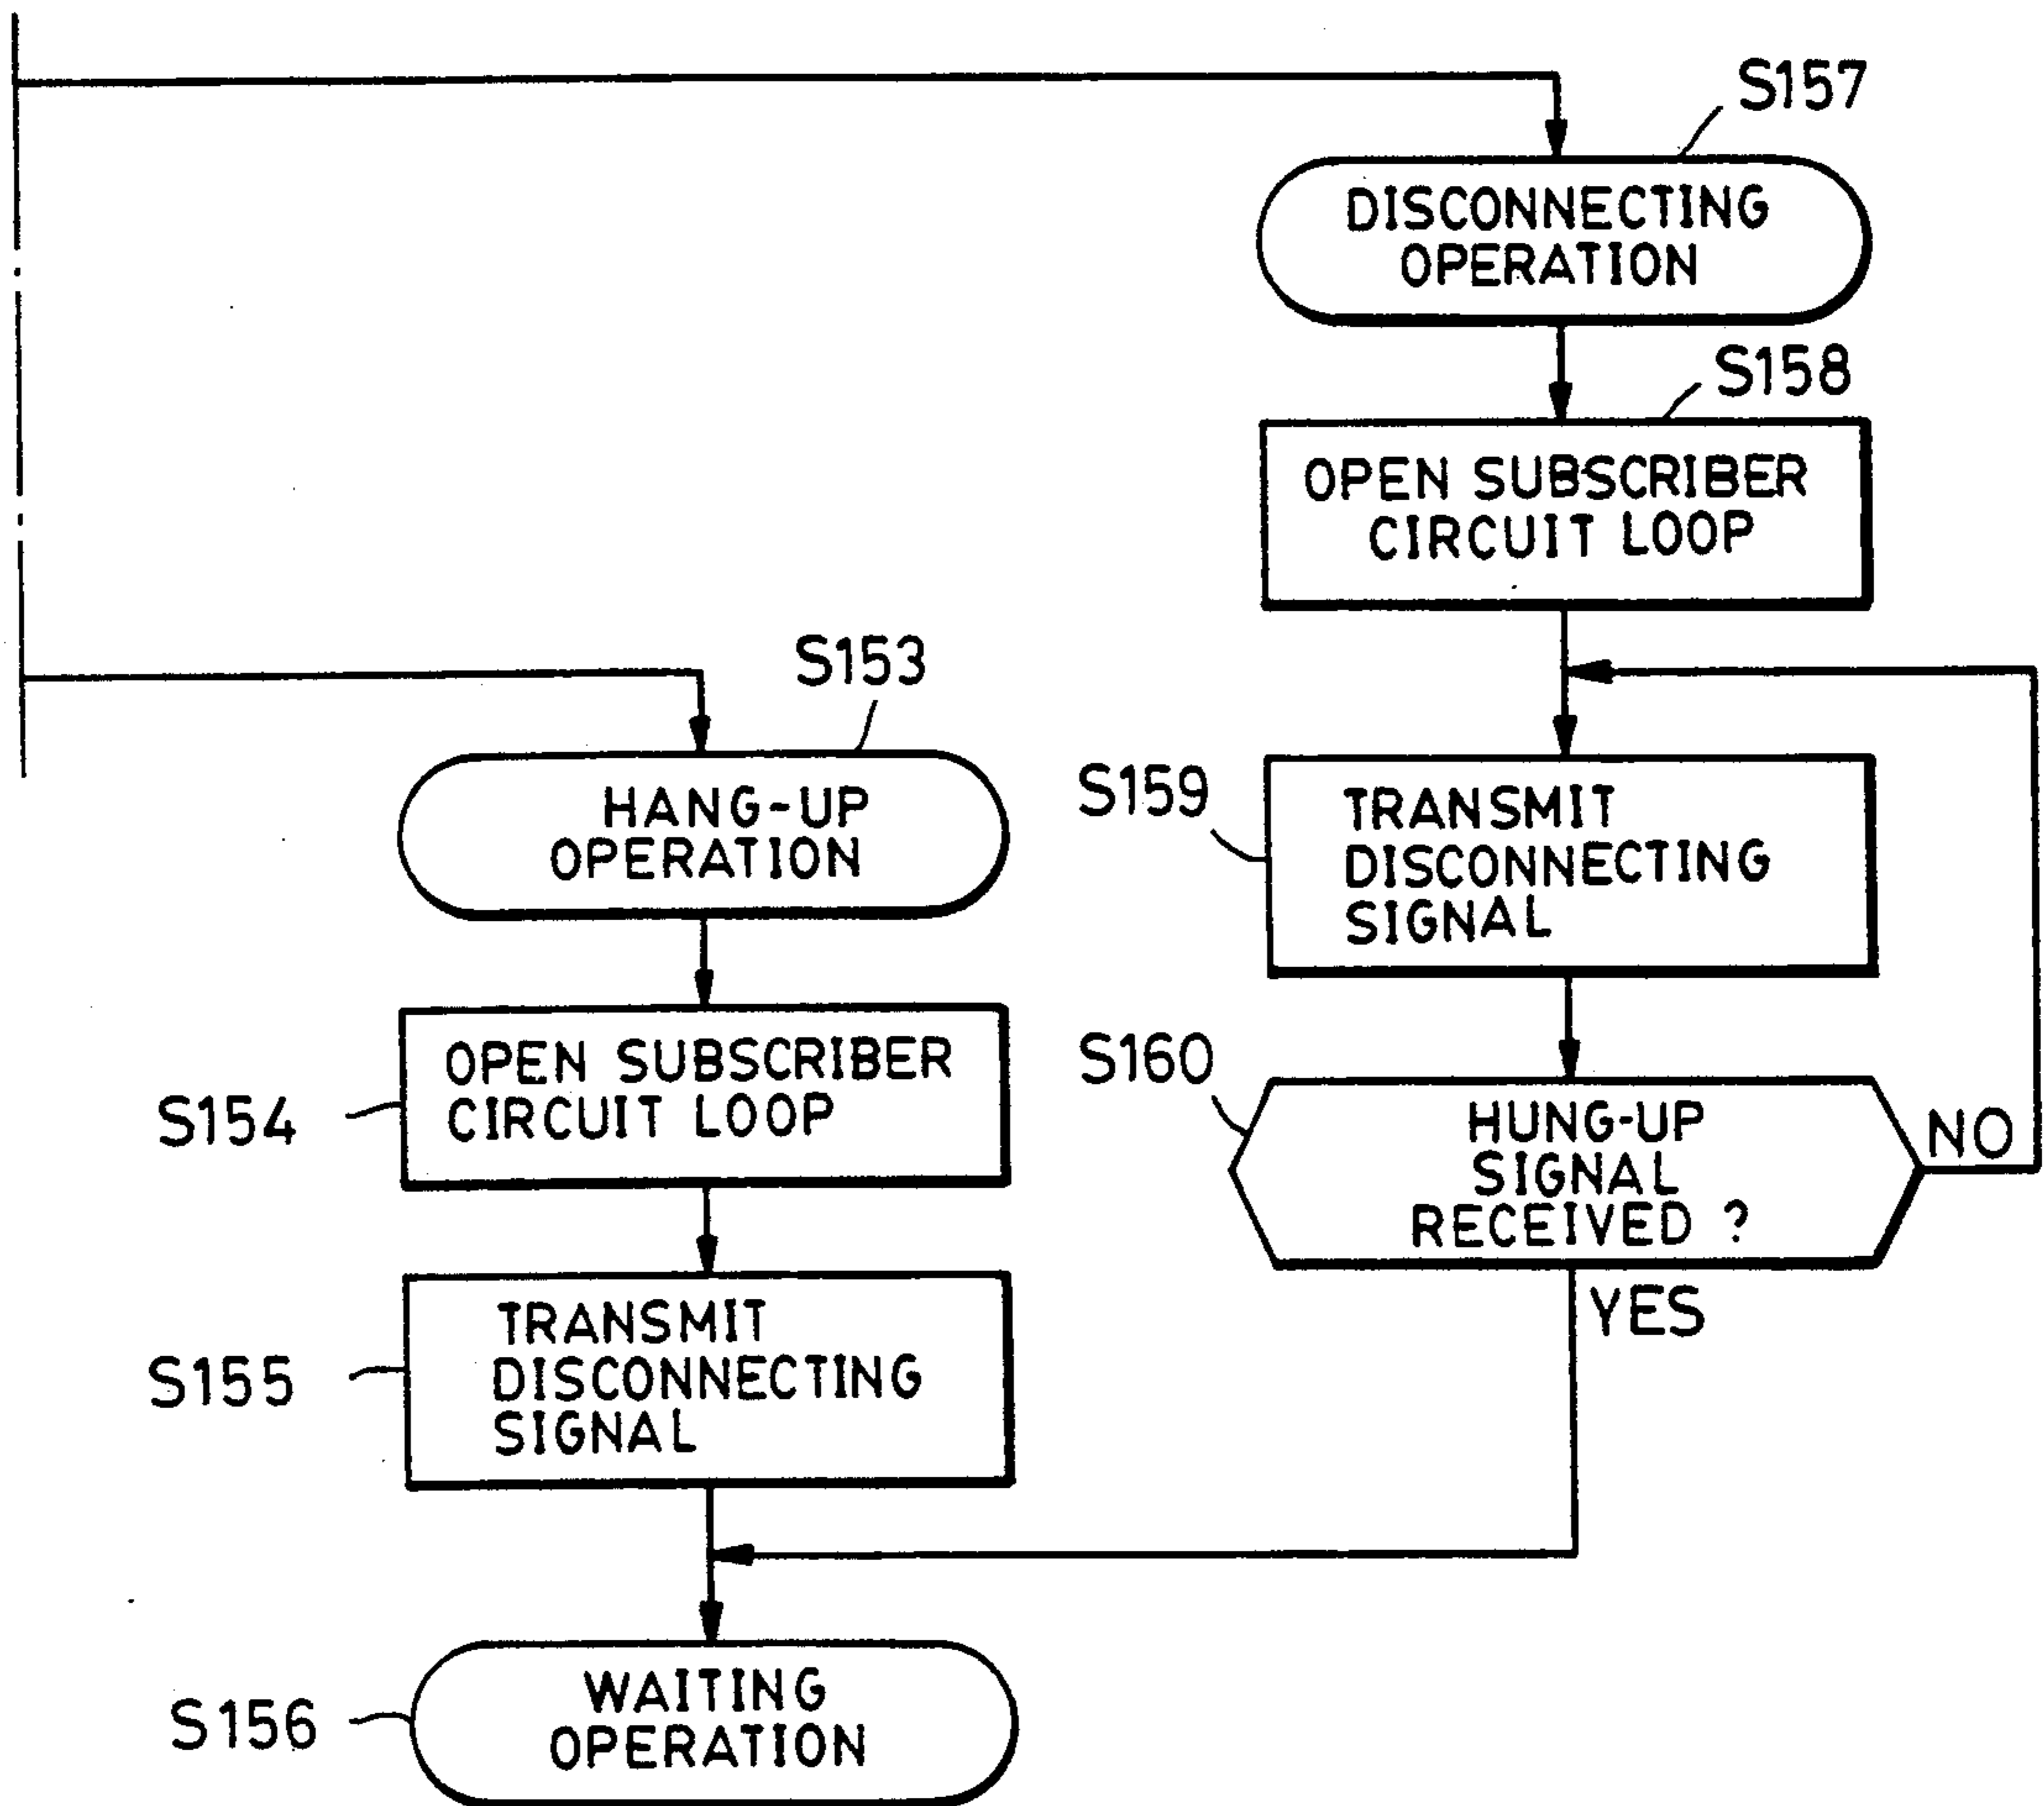 S157
DISCONNECTING
OPERATION
S158
OPEN SUBSCRIBER
CIRCUIT LOOP
S153
HANG-UP
OPERATION
S159
TRANSMIT
DISCONNECTING
SIGNAL
S154
OPEN SUBSCRIBER
CIRCUIT LOOP
S160
HUNG-UP
SIGNAL
RECEIVED ?
NO
YES
S155
TRANSMIT
DISCONNECTING
SIGNAL
S156
WAITING
OPERATION